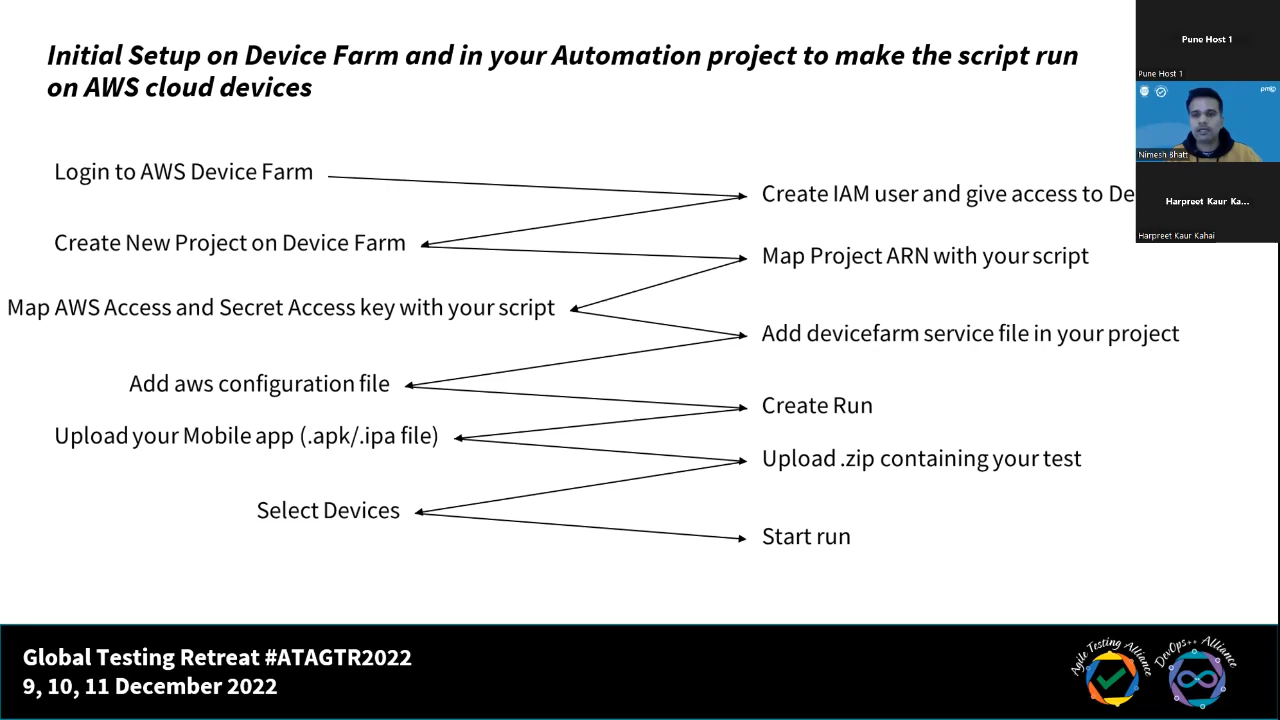 Initial Setup on Device Farm and in your Automation project to make the script run
on AWS cloud devices
Login to AWS Device Farm
Create IAM user and give access to De
Create New Project on Device Farm
Map Project ARN with your script
Map AWS Access and Secret Access key with your script
Add devicefarm service file in your project
Add aws configuration file
Create Run
Upload your Mobile app (.apk/.ipa file)
Upload .zip containing your test
Select Devices
Start run
Pune Host 1
Pune Host 1
Nimesh Bhatt
Harpreet Kaur Ka...
Harpreet Kaur Kahai
Global Testing Retreat #ATAGTR2022
9, 10, 11 December 2022
Agile Testing Alliance
DevOps++ Alliance